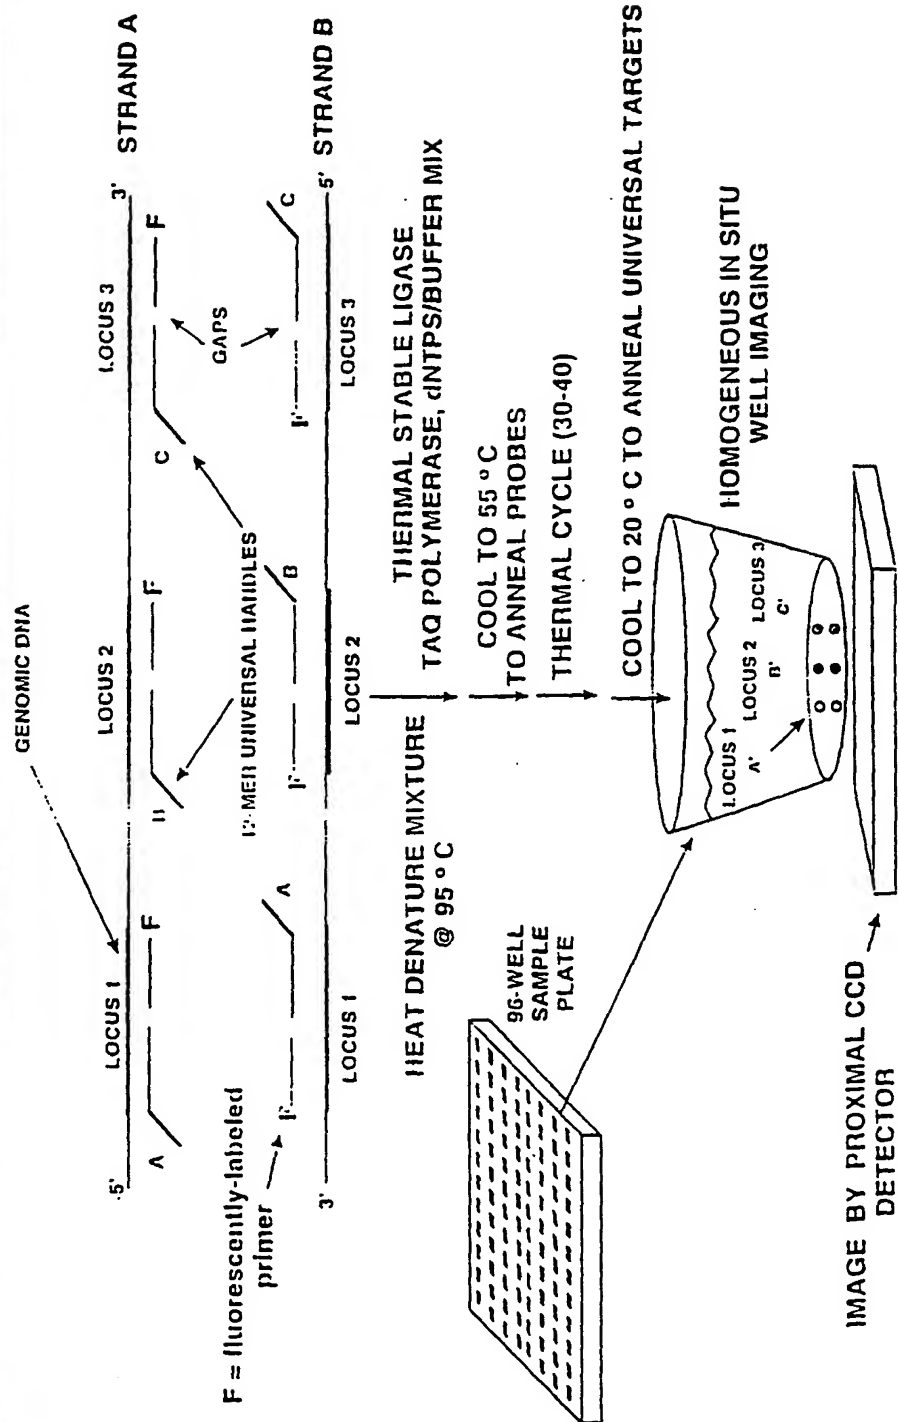 GENOMIC DNA
LOCUS 1
LOCUS 2
LOCUS 3
5'
3'
STRAND A
A
F
B
F
C
F
GAPS
F = fluorescently-labeled
primer
-MER UNIVERSAL HANDLES
F
A
F
B
F
C
3'
5'
STRAND B
LOCUS 1
LOCUS 2
LOCUS 3
HEAT DENATURE MIXTURE
@ 95 °C
THERMAL STABLE LIGASE
TAQ POLYMERASE, dNTPS/BUFFER MIX
COOL TO 55 °C
TO ANNEAL PROBES
THERMAL CYCLE (30-40)
COOL TO 20 °C TO ANNEAL UNIVERSAL TARGETS
96-WELL
SAMPLE
PLATE
LOCUS 1
A'
LOCUS 2
B'
LOCUS 3
C'
HOMOGENEOUS IN SITU
WELL IMAGING
IMAGE BY PROXIMAL CCD
DETECTOR